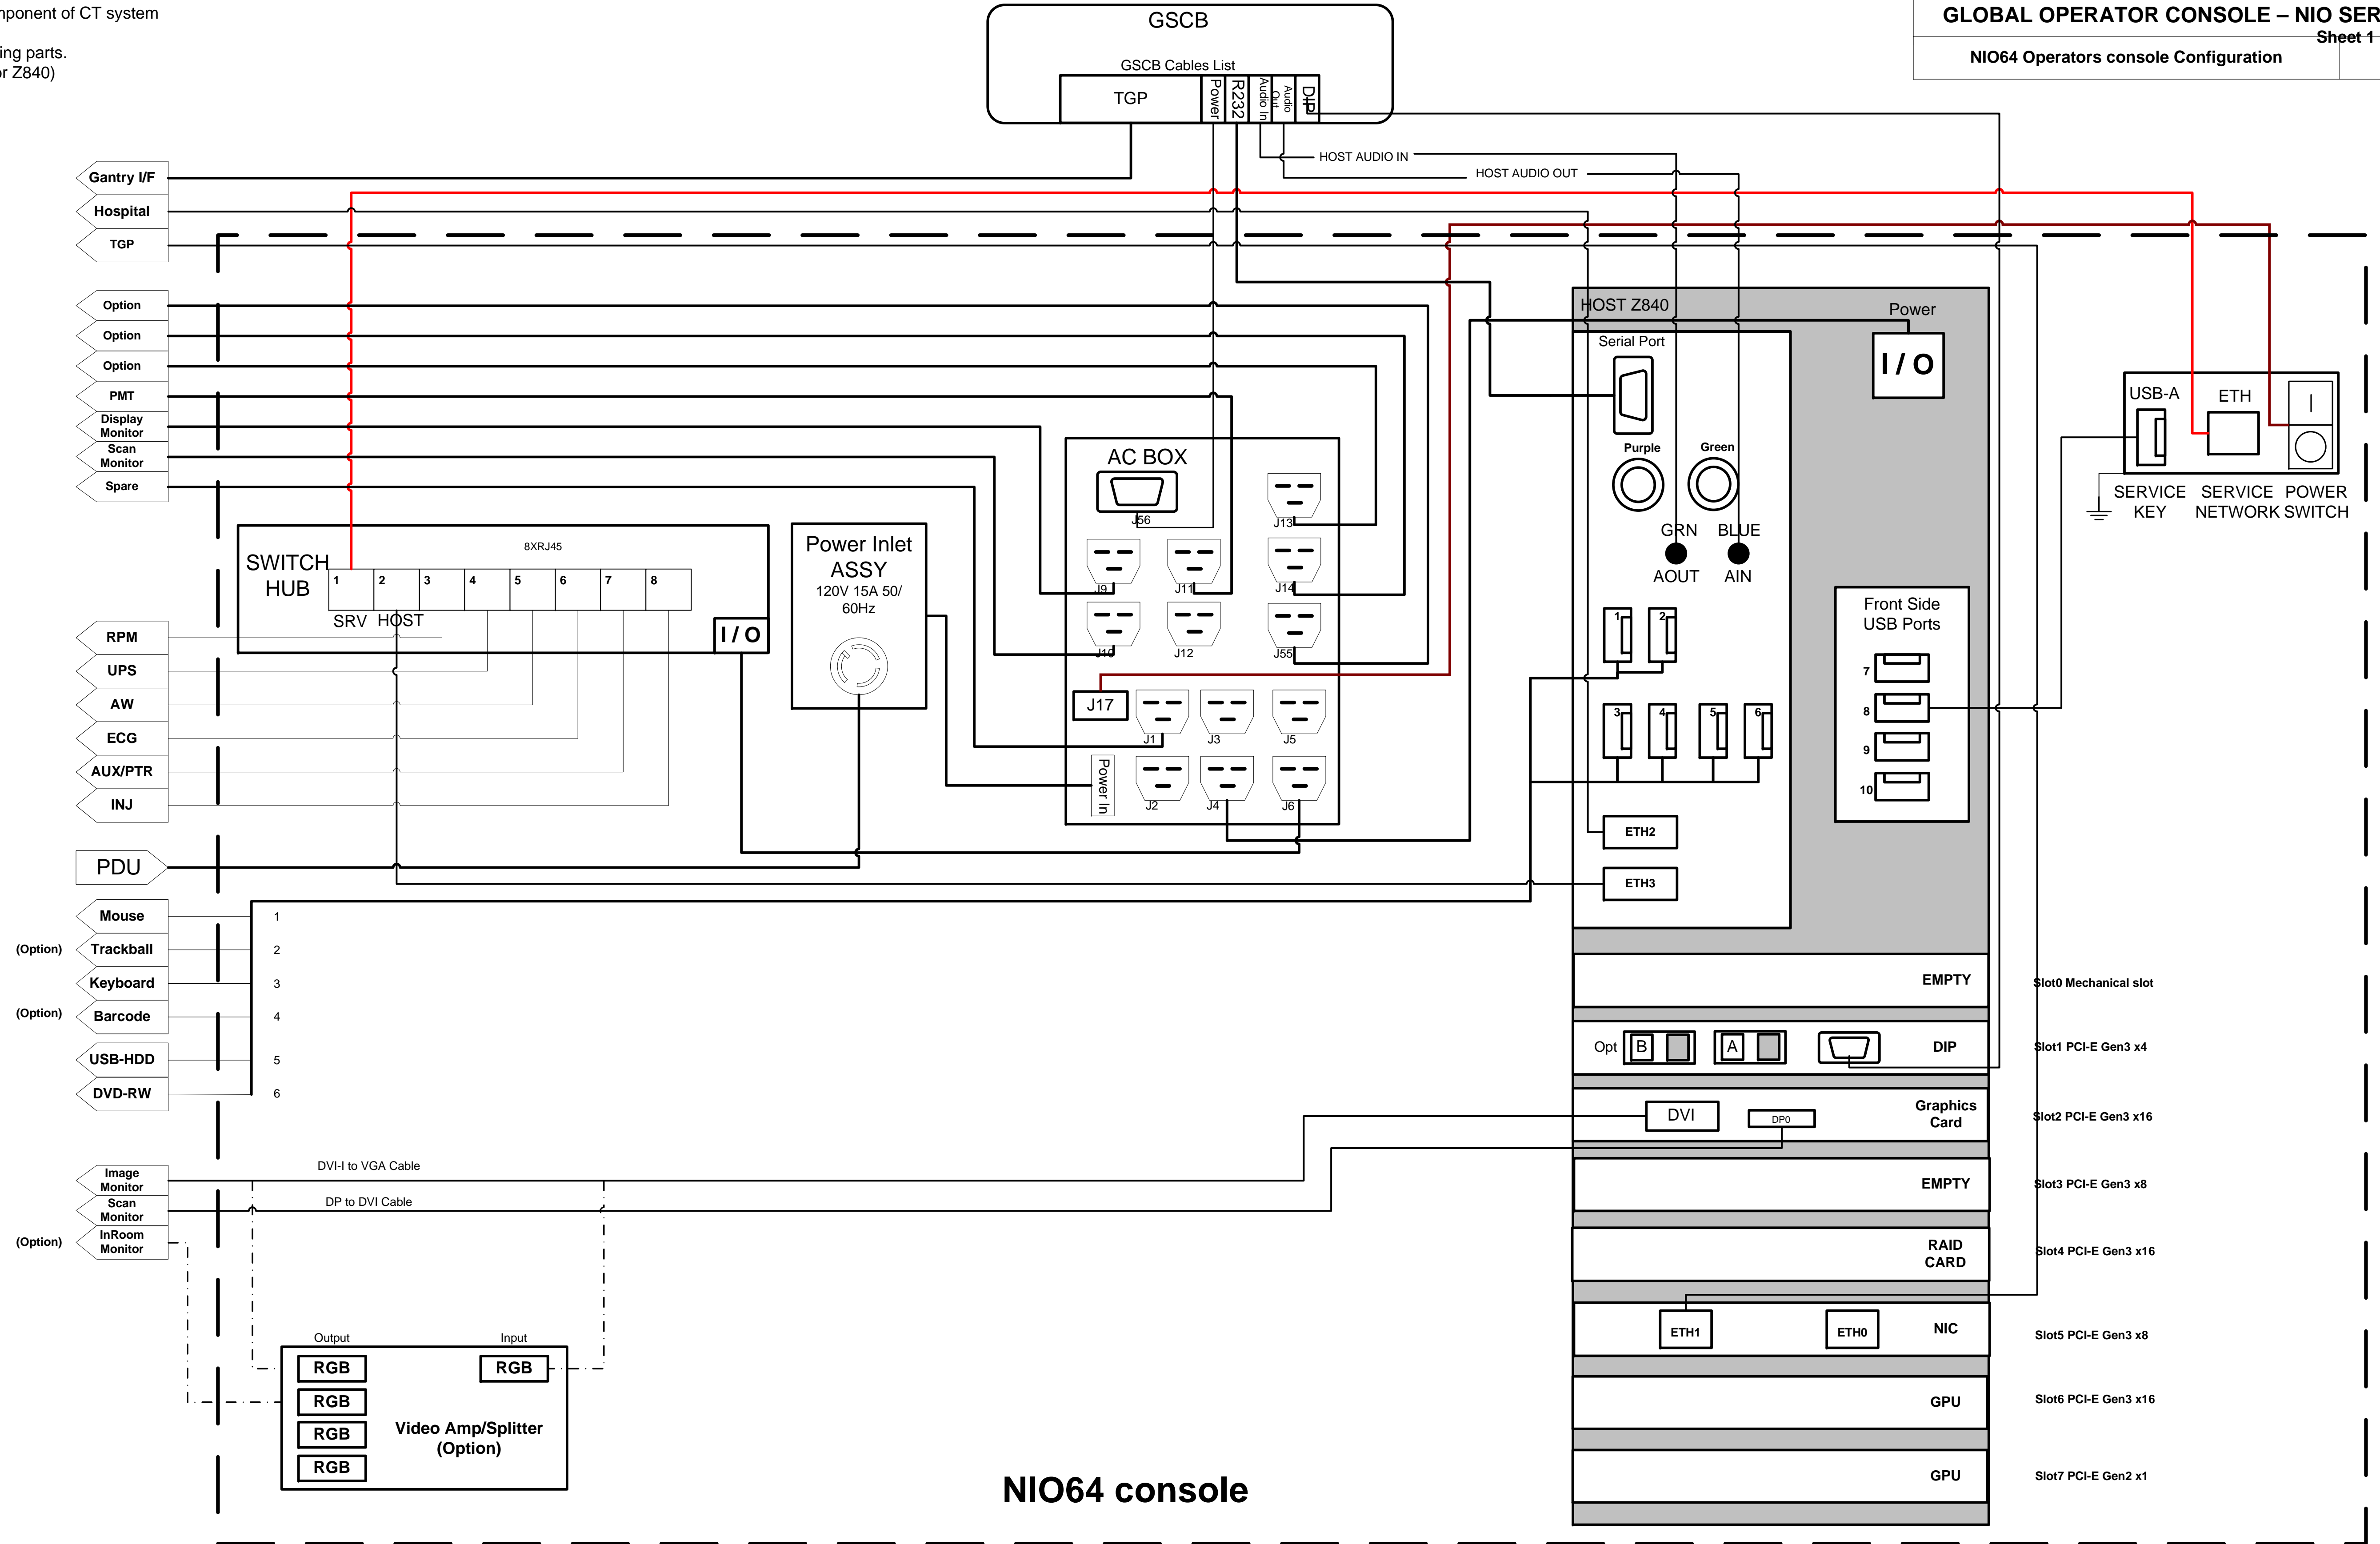 mponent of CT system
ing parts.
or Z840)
GLOBAL OPERATOR CONSOLE – NIO SER
Sheet 1
NIO64 Operators console Configuration
GSCB
GSCB Cables List
TGP
Power
R232
Audio In
Audio
Out
DIP
HOST AUDIO IN
HOST AUDIO OUT
Gantry I/F
Hospital
TGP
Option
Option
Option
PMT
Display
Monitor
Scan
Monitor
Spare
SWITCH
HUB
8XRJ45
1
2
3
4
5
6
7
8
SRV
HOST
I / O
Power Inlet
ASSY
120V 15A 50/
60Hz
AC BOX
J56
J13
J9
J11
J14
J10
J12
J55
J17
J1
J3
J5
Power In
J2
J4
J6
HOST Z840
Power
I / O
Serial Port
Purple
Green
GRN
BLUE
AOUT
AIN
1
2
3
4
5
6
Front Side
USB Ports
7
8
9
10
ETH2
ETH3
USB-A
ETH
SERVICE
KEY
SERVICE
NETWORK
POWER
SWITCH
RPM
UPS
AW
ECG
AUX/PTR
INJ
PDU
Mouse
1
(Option)
Trackball
2
Keyboard
3
(Option)
Barcode
4
USB-HDD
5
DVD-RW
6
EMPTY
Slot0 Mechanical slot
Opt
B
A
DIP
Slot1 PCI-E Gen3 x4
DVI
DP0
Graphics
Card
Slot2 PCI-E Gen3 x16
EMPTY
Slot3 PCI-E Gen3 x8
RAID
CARD
Slot4 PCI-E Gen3 x16
ETH1
ETH0
NIC
Slot5 PCI-E Gen3 x8
GPU
Slot6 PCI-E Gen3 x16
GPU
Slot7 PCI-E Gen2 x1
Image
Monitor
DVI-I to VGA Cable
Scan
Monitor
DP to DVI Cable
(Option)
InRoom
Monitor
Output
Input
RGB
RGB
RGB
RGB
RGB
Video Amp/Splitter
(Option)
NIO64 console